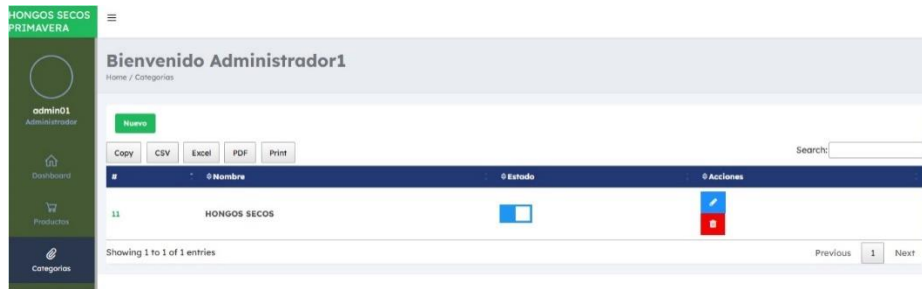 HONGOS SECOS
PRIMAVERA
Bienvenido Administrador1
Home / Categorias
admin01
Administrador
Dashboard
Productos
Categorias
Nuevo
Copy CSV Excel PDF Print
Search:
# Nombre Estado Acciones
11 HONGOS SECOS
Showing 1 to 1 of 1 entries
Previous 1 Next